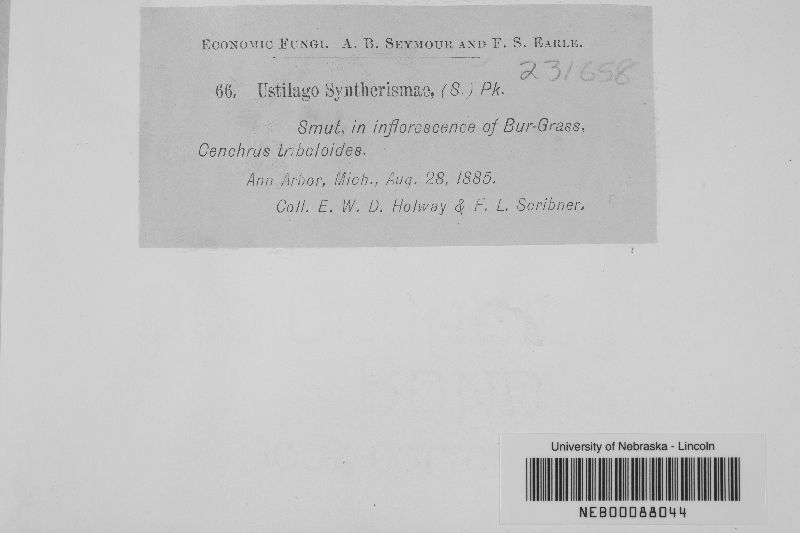 ECONOMIC FUNGI. A. B. SEYMOUR AND F. S. EARLE.
231658
66. Ustilago Syntherismae, (S.) Pk.
Smut, in inflorescence of Bur-Grass,
Cenchrus tribuloides.
Ann Arbor, Mich., Aug. 28, 1885.
Coll. E. W. D. Holway & F. L. Scribner.
University of Nebraska - Lincoln
NEB00088044